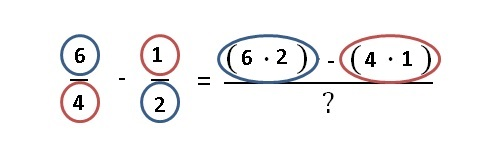 6/4 - 1/2 = (6 · 2) - (4 · 1)
?